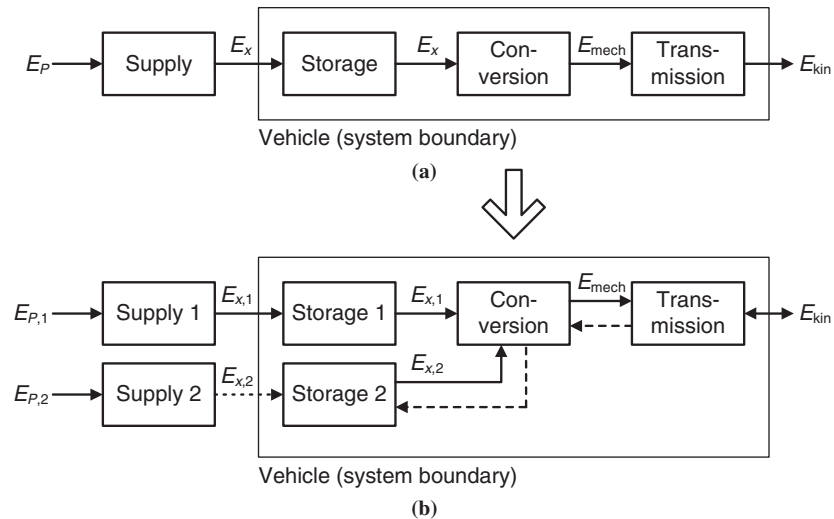 E_P Supply E_x Storage E_x Con-version E_mech Trans-mission E_kin
Vehicle (system boundary)
(a)
E_P,1 Supply 1 E_x,1 Storage 1 E_x,1 Con-version E_mech Trans-mission E_kin
E_P,2 Supply 2 E_x,2 Storage 2 E_x,2
Vehicle (system boundary)
(b)